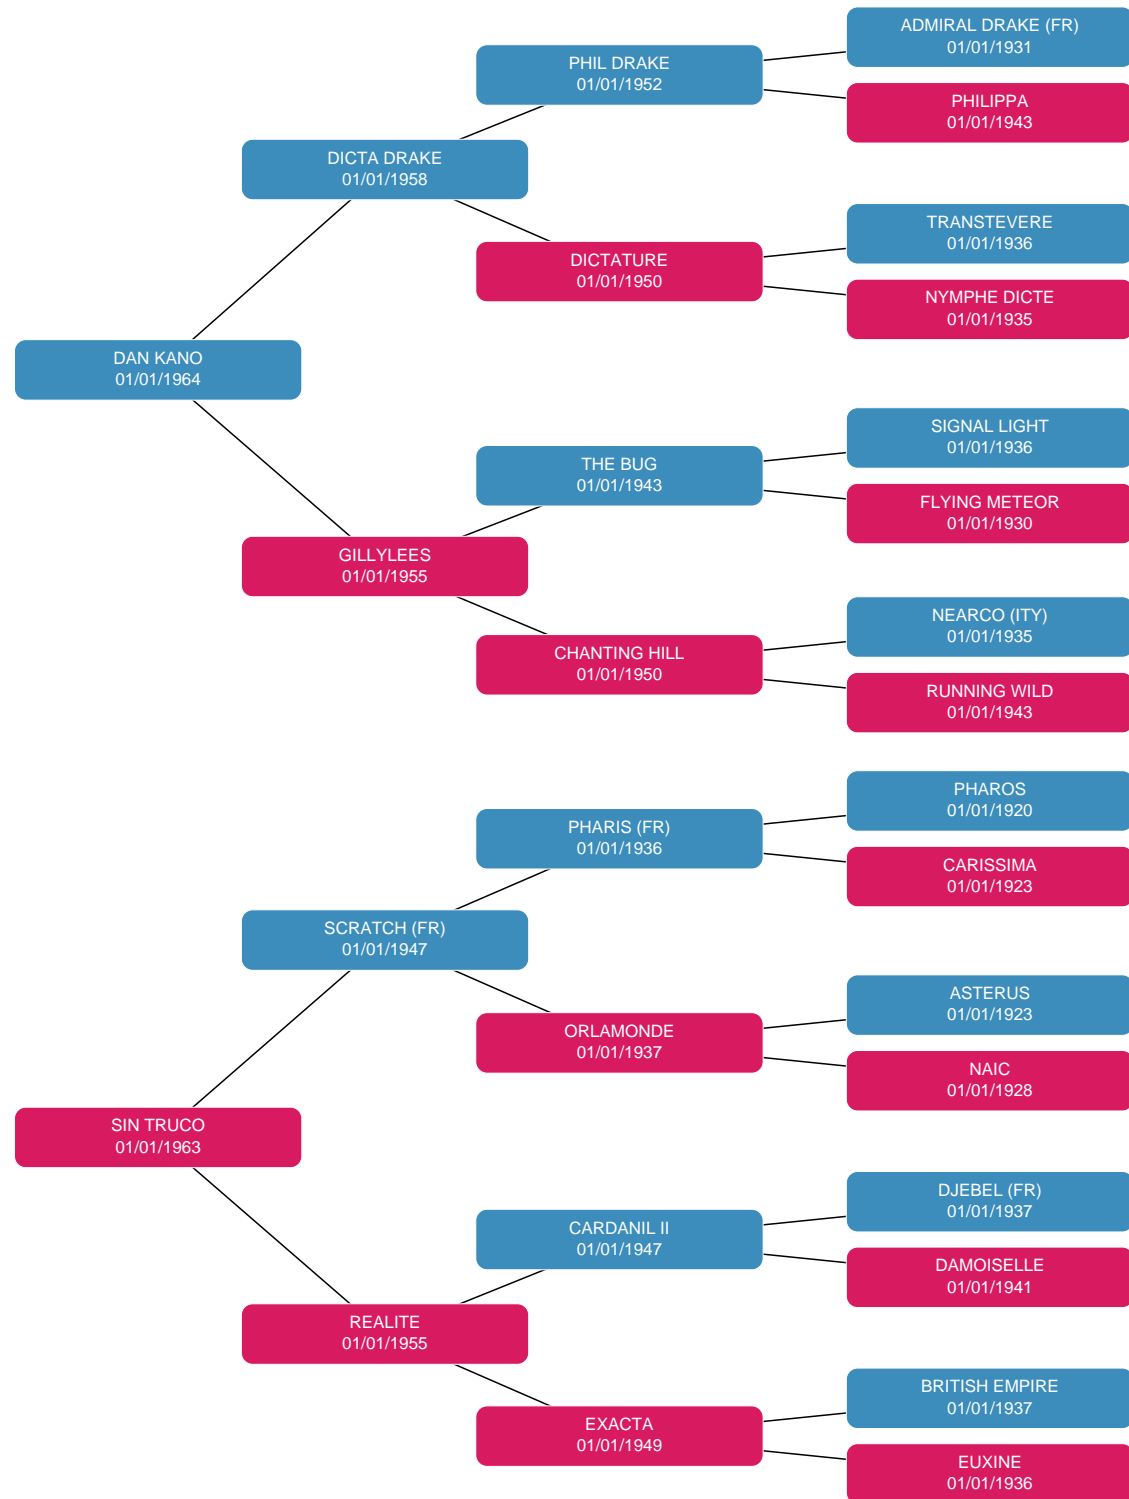 ADMIRAL DRAKE (FR)
01/01/1931
PHIL DRAKE
01/01/1952
PHILIPPA
01/01/1943
DICTA DRAKE
01/01/1958
TRANSTEVERE
01/01/1936
DICTATURE
01/01/1950
NYMPHE DICTE
01/01/1935
DAN KANO
01/01/1964
SIGNAL LIGHT
01/01/1936
THE BUG
01/01/1943
FLYING METEOR
01/01/1930
GILLYLEES
01/01/1955
NEARCO (ITY)
01/01/1935
CHANTING HILL
01/01/1950
RUNNING WILD
01/01/1943
PHAROS
01/01/1920
PHARIS (FR)
01/01/1936
CARISSIMA
01/01/1923
SCRATCH (FR)
01/01/1947
ASTERUS
01/01/1923
ORLAMONDE
01/01/1937
NAIC
01/01/1928
SIN TRUCO
01/01/1963
DJEBEL (FR)
01/01/1937
CARDANIL II
01/01/1947
DAMOISELLE
01/01/1941
REALITE
01/01/1955
BRITISH EMPIRE
01/01/1937
EXACTA
01/01/1949
EUXINE
01/01/1936